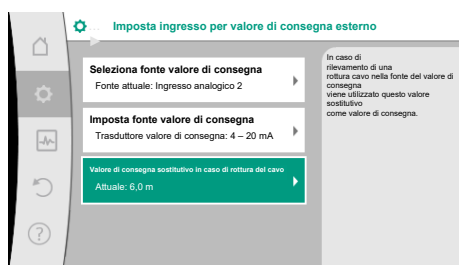 Imposta ingresso per valore di consegna esterno
Seleziona fonte valore di consegna
Fonte attuale: Ingresso analogico 2
Imposta fonte valore di consegna
Trasduttore valore di consegna: 4 – 20 mA
Valore di consegna sostitutivo in caso di rottura del cavo
Attuale: 6,0 m
In caso di
rilevamento di una
rottura cavo nella fonte del valore di
consegna
viene utilizzato questo valore
sostitutivo
come valore di consegna.